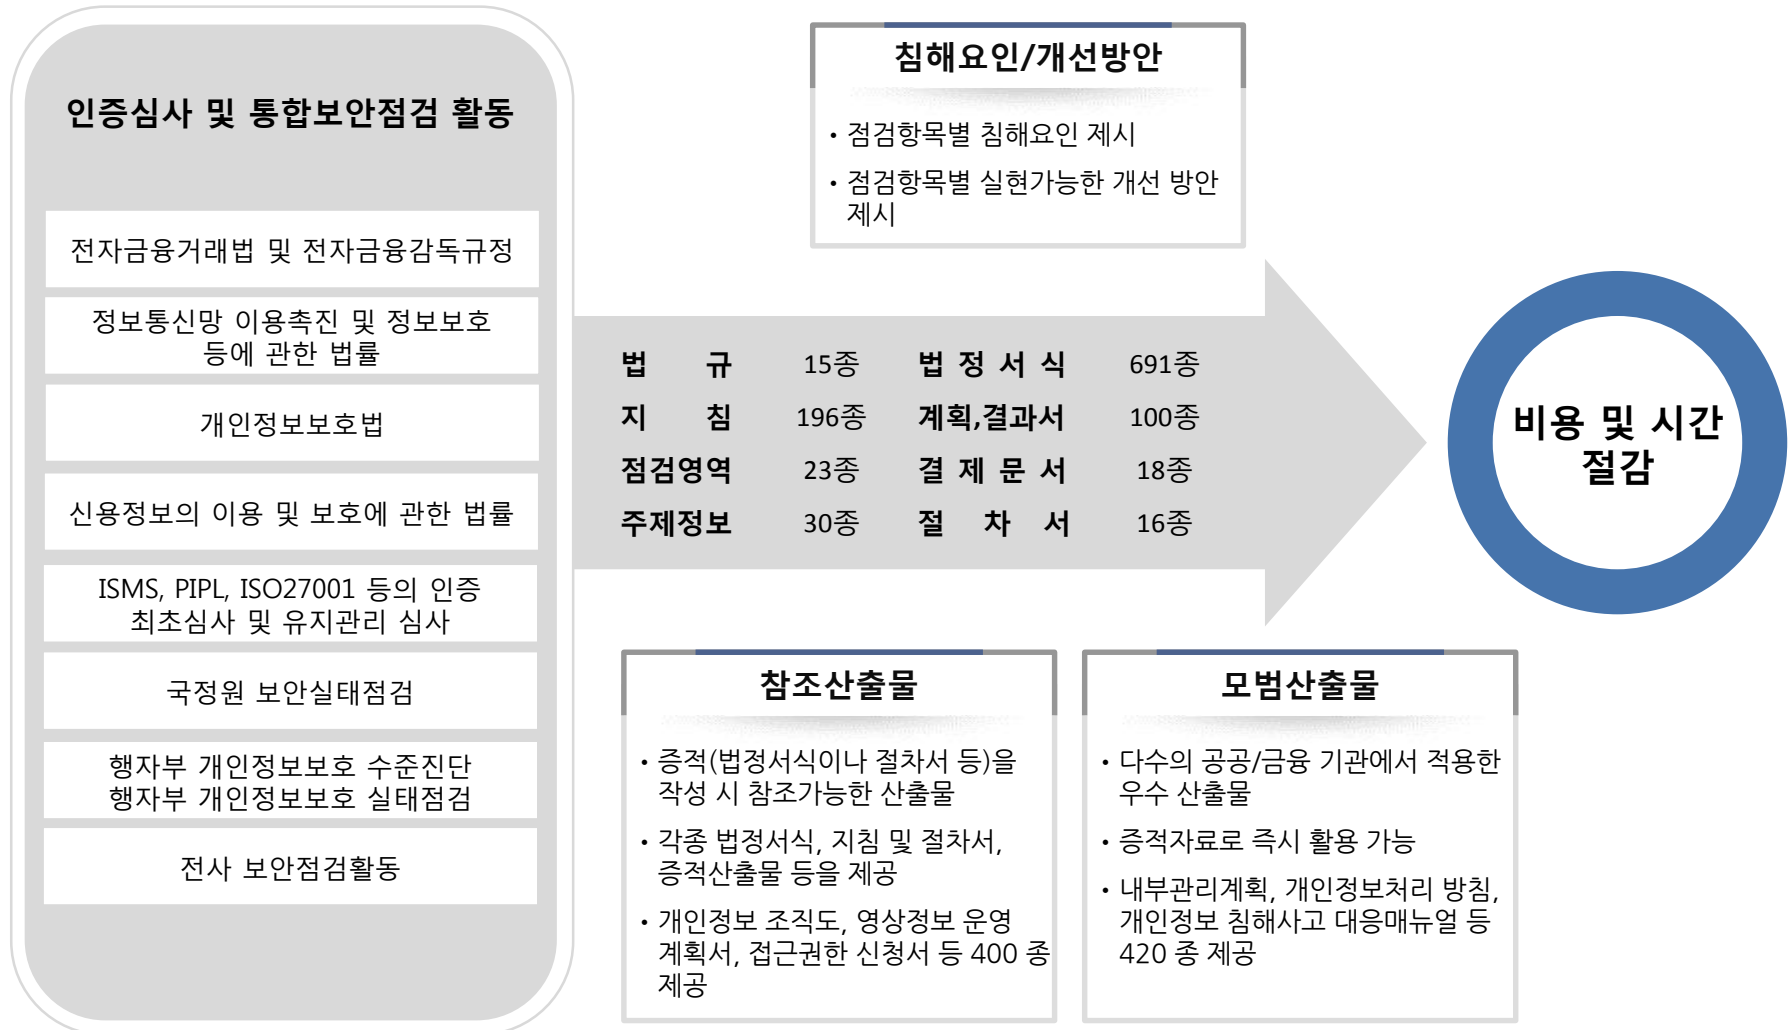 인증심사 및 통합보안점검 활동
전자금융거래법 및 전자금융감독규정
정보통신망 이용촉진 및 정보보호
등에 관한 법률
개인정보보호법
신용정보의 이용 및 보호에 관한 법률
ISMS, PIPL, ISO27001 등의 인증
최초심사 및 유지관리 심사
국정원 보안실태점검
행자부 개인정보보호 수준진단
행자부 개인정보보호 실태점검
전사 보안점검활동
침해요인/개선방안
• 점검항목별 침해요인 제시
• 점검항목별 실현가능한 개선 방안
제시
법 규 15종 법 정 서 식 691종
지 침 196종 계획,결과서 100종
점검영역 23종 결 제 문 서 18종
주제정보 30종 절 차 서 16종
비용 및 시간
절감
참조산출물
• 증적(법정서식이나 절차서 등)을
작성 시 참조가능한 산출물
• 각종 법정서식, 지침 및 절차서,
증적산출물 등을 제공
• 개인정보 조직도, 영상정보 운영
계획서, 접근권한 신청서 등 400 종
제공
모범산출물
• 다수의 공공/금융 기관에서 적용한
우수 산출물
• 증적자료로 즉시 활용 가능
• 내부관리계획, 개인정보처리 방침,
개인정보 침해사고 대응매뉴얼 등
420 종 제공